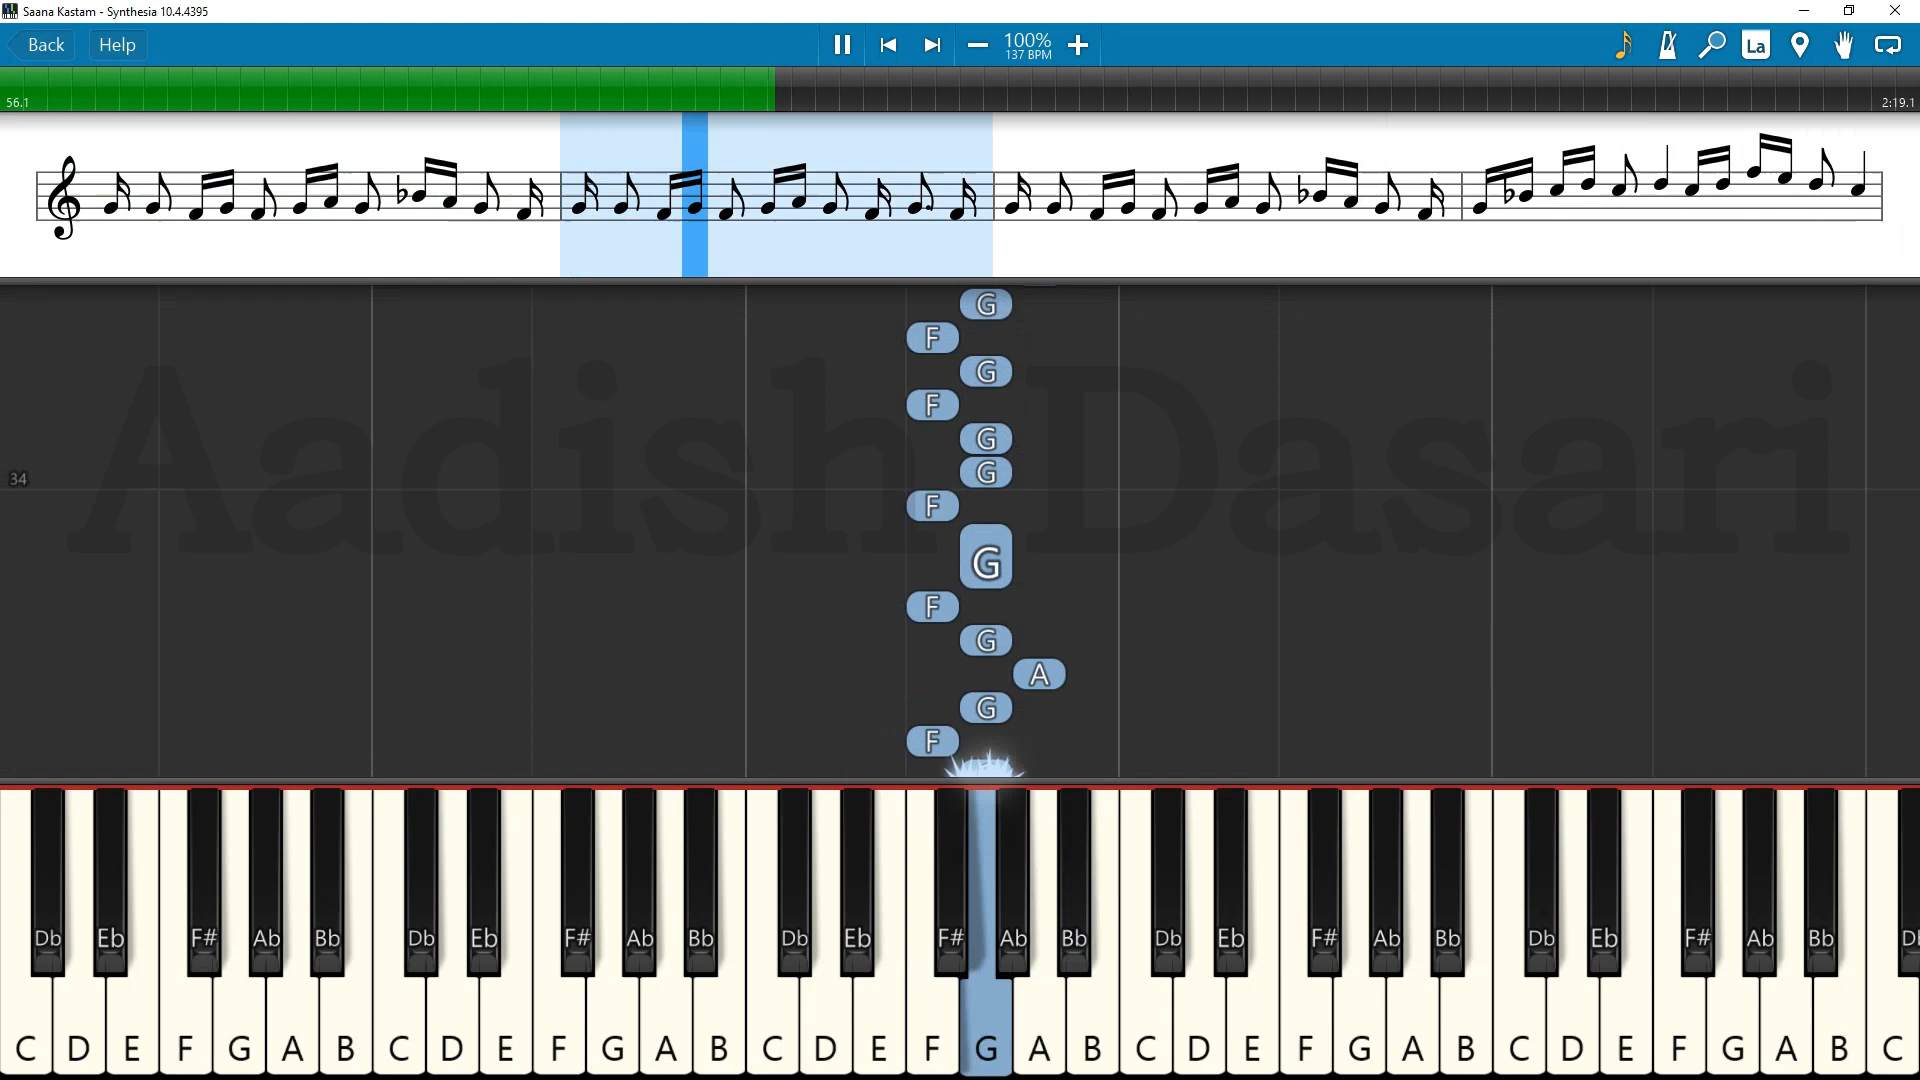 Saana Kastam - Synthesia 10.4.4395
Back Help 100% La
137 BPM
56.1 2:19.1
G
F
G
F
G
G
34
F
G
F
G
A
G
F
Aadish Dasari
Db Eb F# Ab Bb Db Eb F# Ab Bb Db Eb F# Ab Bb Db Eb F# Ab Bb Db Eb F# Ab Bb
C D E F G A B C D E F G A B C D E F G A B C D E F G A B C D E F G A B C